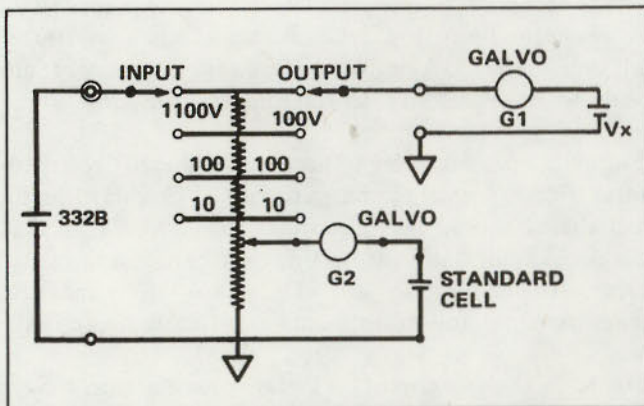 GALVO
INPUT OUTPUT
1100V 100V
G1
Vx
100 100
10 10
GALVO
332B
G2
STANDARD
CELL